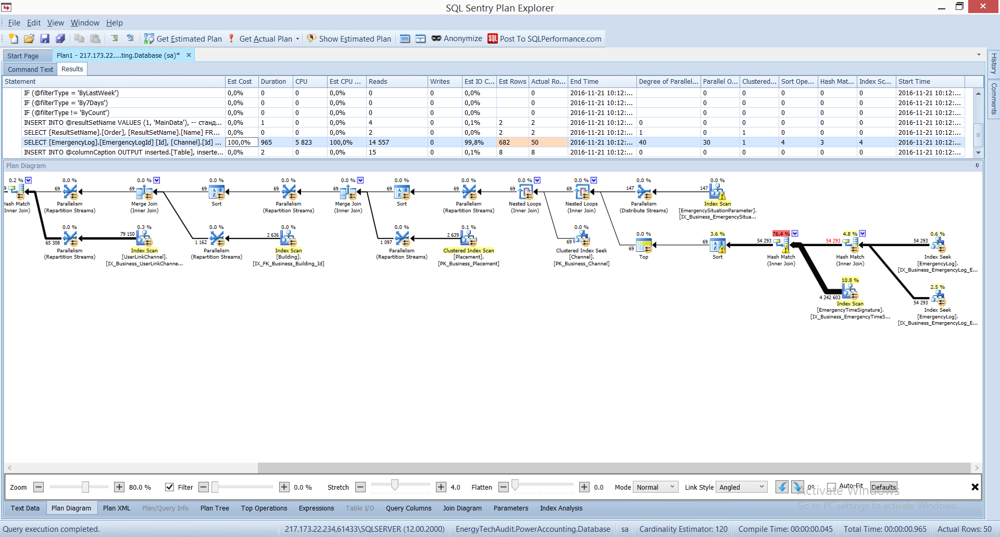 SQL Sentry Plan Explorer
File Edit View Window Help
Get Estimated Plan Get Actual Plan Show Estimated Plan Anonymize SQL Post To SQLPerformance.com
Start Page Plan1 - 217.173.22....ting.Database (sa)*
Command Text Results
Statement Est Cost Duration CPU Est CPU ... Reads Writes Est IO C... Est Rows Actual Ro... End Time Degree of Parallel... Parallel O... Clustered... Sort Ope... Hash Mat... Index Sc... Start Time
IF (@filterType = 'ByLastWeek') 0,0% 0 0 0,0% 0 0 0,0% 0 2016-11-21 10:12:... 0 0 0 0 0 2016-11-21 10:12:...
IF (@filterType = 'By7Days') 0,0% 0 0 0,0% 0 0 0,0% 0 2016-11-21 10:12:... 0 0 0 0 0 2016-11-21 10:12:...
IF (@filterType != 'ByCount') 0,0% 0 0 0,0% 0 0 0,0% 0 2016-11-21 10:12:... 0 0 0 0 0 2016-11-21 10:12:...
INSERT INTO @resultSetName VALUES (1, 'MainData'), -- станд... 0,0% 1 0 0,0% 4 0 0,1% 2 2 2016-11-21 10:12:... 0 0 0 0 0 0 2016-11-21 10:12:...
SELECT [ResultSetName].[Order], [ResultSetName].[Name] FR... 0,0% 0 0 0,0% 2 0 0,0% 2 2 2016-11-21 10:12:... 1 0 1 0 0 0 2016-11-21 10:12:...
SELECT [EmergencyLog].[EmergencyLogId] [Id], [Channel].[Id] ... 100,0% 965 5 823 100,0% 14 557 0 99,8% 682 50 2016-11-21 10:12:... 40 30 1 4 3 4 2016-11-21 10:12:...
INSERT INTO @columnCaption OUTPUT inserted.[Table], inserte... 0,0% 2 0 0,0% 15 0 0,1% 8 8 2016-11-21 10:12:... 0 0 0 0 0 0 2016-11-21 10:12:...
History
Comments
Plan Diagram
0.2 % 0.0 % 0.0 % 0.0 % 0.0 % 0.0 % 0.0 % 0.0 % 0.0 % 0.0 % 0.0 % 0.0 %
9 69 69 69 69 69 69 69 69 69 147 147
Hash Match Parallelism Merge Join Sort Parallelism Merge Join Sort Parallelism Nested Loops Nested Loops Parallelism Index Scan
Inner Join) (Repartition Streams) (Inner Join) (Repartition Streams) (Inner Join) (Repartition Streams) (Inner Join) (Inner Join) (Distribute Streams) [EmergencySituationParameter].
[IX_Business_EmergencySitua...
0.0 % 0.3 % 0.0 % 0.0 % 0.0 % 0.1 % 0.0 % 0.0 % 3.6 % 76.4 % 4.8 % 0.6 %
65 308 79 150 1 162 2 636 1 097 2 639 69 69 69 54 293 54 293 54 293
Parallelism Index Scan Parallelism Index Scan Parallelism Clustered Index Scan Clustered Index Seek Top Sort Hash Match Hash Match Index Seek
(Repartition Streams) [UserLinkChannel]. (Repartition Streams) [Building]. (Repartition Streams) [Placement]. [Channel]. (Inner Join) (Inner Join) [EmergencyLog].
[IX_Business_UserLinkChanne... [IX_FK_Business_Building_Id] [PK_Business_Placement] [PK_Business_Channel] [IX_Business_EmergencyLog_E...
10.8 % 2.5 %
4 242 603 54 293
Index Scan Index Seek
[EmergencyTimeSignature]. [EmergencyLog].
[IX_Business_EmergencyTimeS... [IX_Business_EmergencyLog_E...
Zoom 80.0 % Filter 0.0 % Stretch 4.0 Flatten 0.0 Mode Normal Link Style Angled 0° Auto-Fit Defaults
Activate Windows
Go to PC settings to activate Windows.
Text Data Plan Diagram Plan XML Plan/Query Info Plan Tree Top Operations Expressions Table I/O Query Columns Join Diagram Parameters Index Analysis
Query execution completed. 217.173.22.234,61433\SQLSERVER (12.00.2000) EnergyTechAudit.PowerAccounting.Database sa Cardinality Estimator: 120 Compile Time: 00:00:00.045 Total Time: 00:00:00.965 Actual Rows: 50